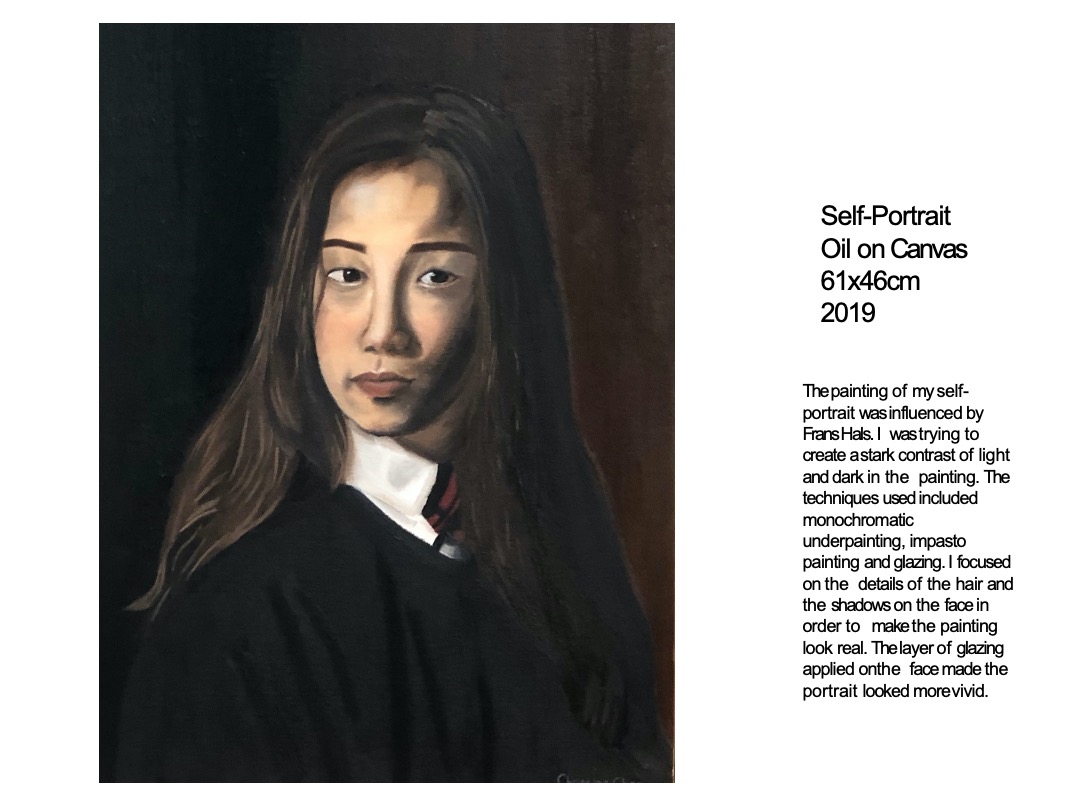 Self-Portrait
Oil on Canvas
61x46cm
2019
The painting of my self-
portrait was influenced by
Frans Hals. I was trying to
create a stark contrast of light
and dark in the painting. The
techniques used included
monochromatic
underpainting, impasto
painting and glazing. I focused
on the details of the hair and
the shadows on the face in
order to make the painting
look real. The layer of glazing
applied onthe face made the
portrait looked more vivid.